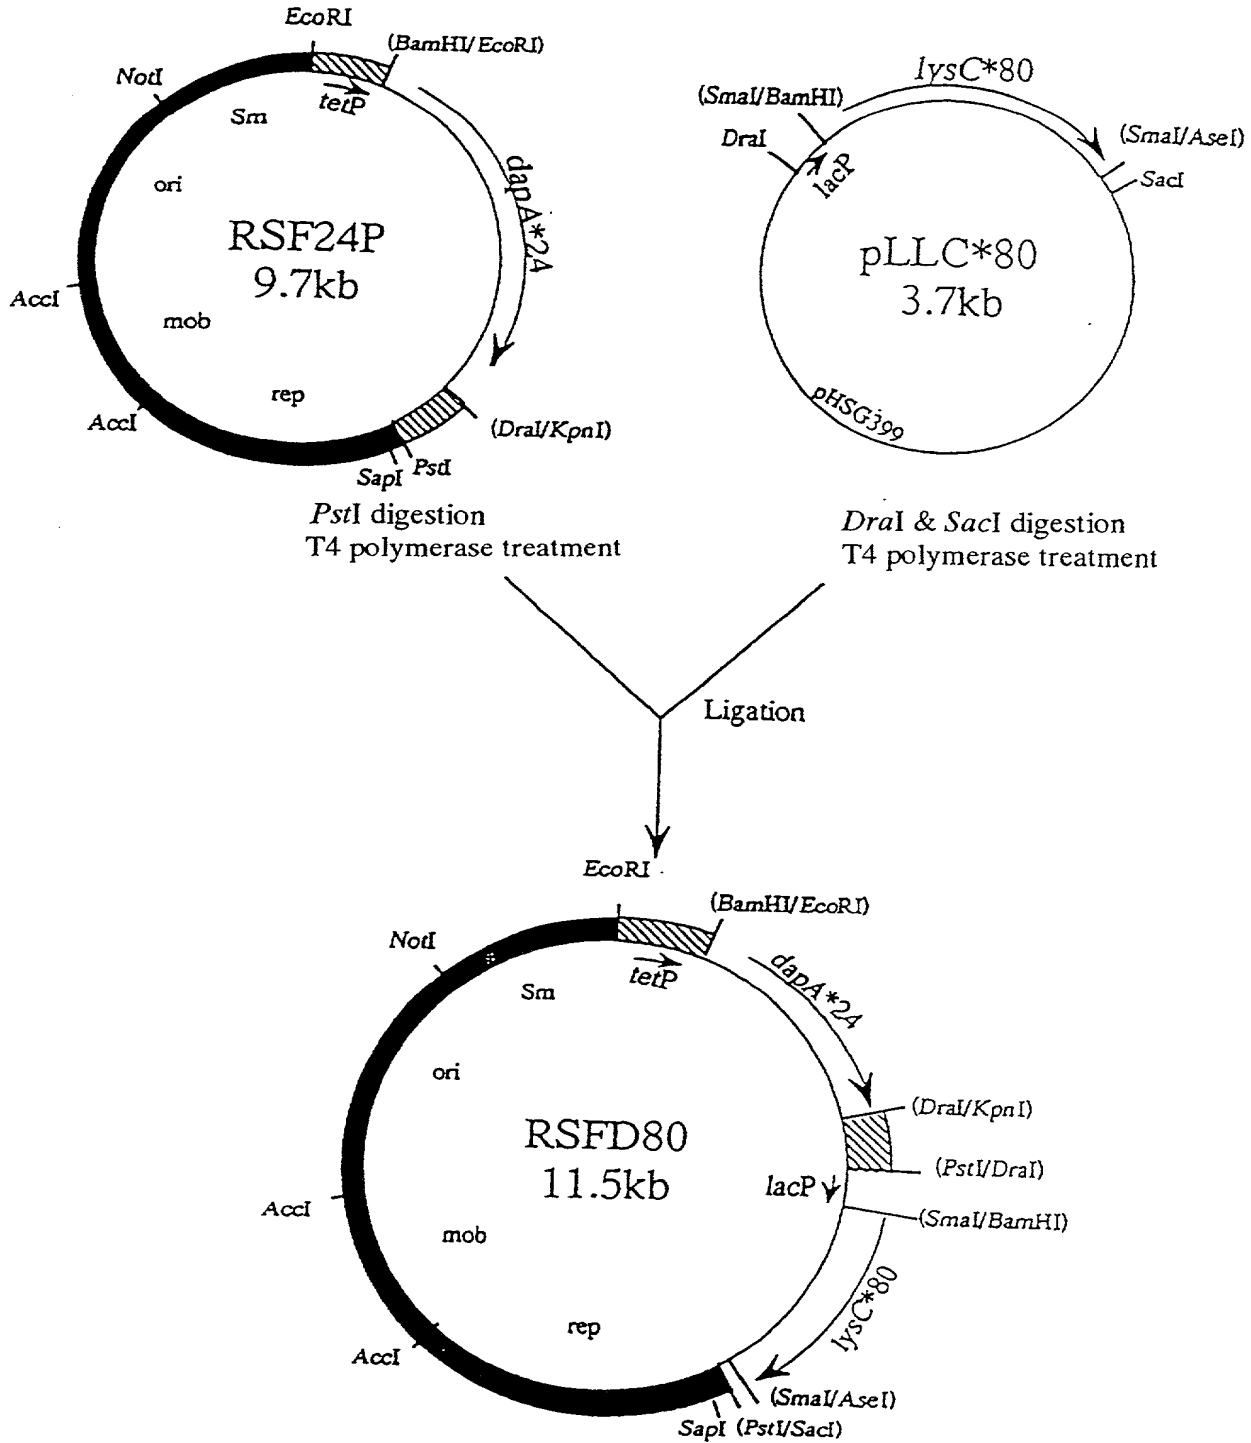 EcoRI
(BamHI/EcoRI)
NotI
tetP
Sm
dapA*24
ori
RSF24P
9.7kb
AccI
mob
rep
AccI
(DraI/KpnI)
PstI
SapI
lysC*80
(SmaI/BamHI)
(SmaI/AseI)
DraI
SacI
lacP
pLLC*80
3.7kb
pHSG399
PstI digestion
T4 polymerase treatment
DraI & SacI digestion
T4 polymerase treatment
Ligation
EcoRI
(BamHI/EcoRI)
NotI
tetP
dapA*24
Sm
ori
(DraI/KpnI)
RSFD80
11.5kb
(PstI/DraI)
lacP
AccI
(SmaI/BamHI)
mob
lysC*80
rep
AccI
(SmaI/AseI)
SapI (PstI/SacI)